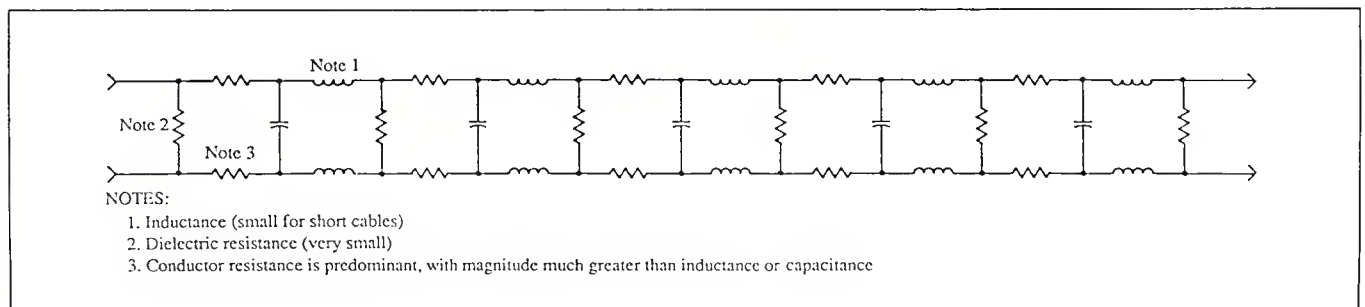 Note 1
Note 2
Note 3
NOTES:
1. Inductance (small for short cables)
2. Dielectric resistance (very small)
3. Conductor resistance is predominant, with magnitude much greater than inductance or capacitance